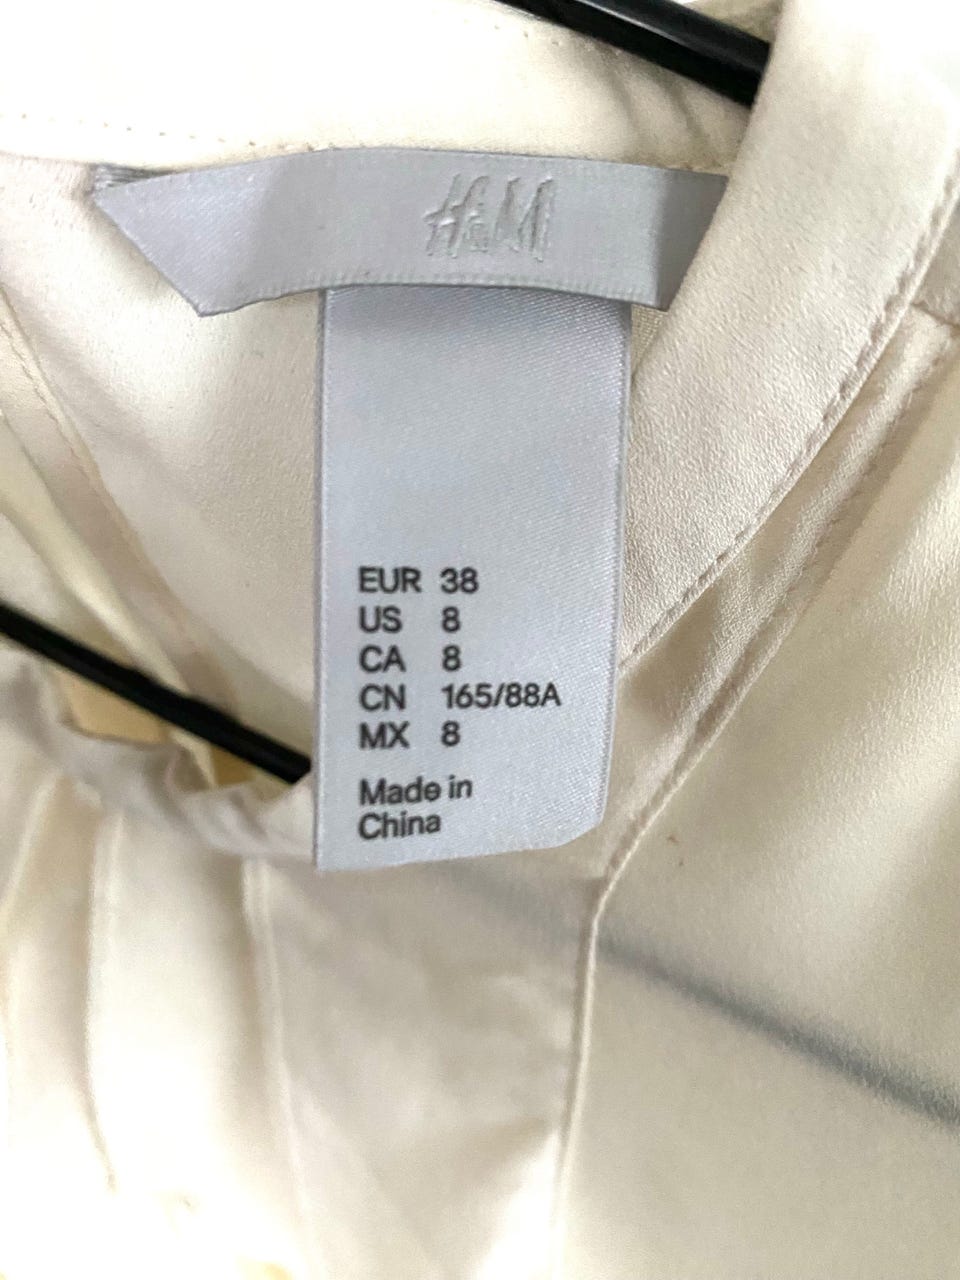 H&M
EUR 38
US 8
CA 8
CN 165/88A
MX 8
Made in
China